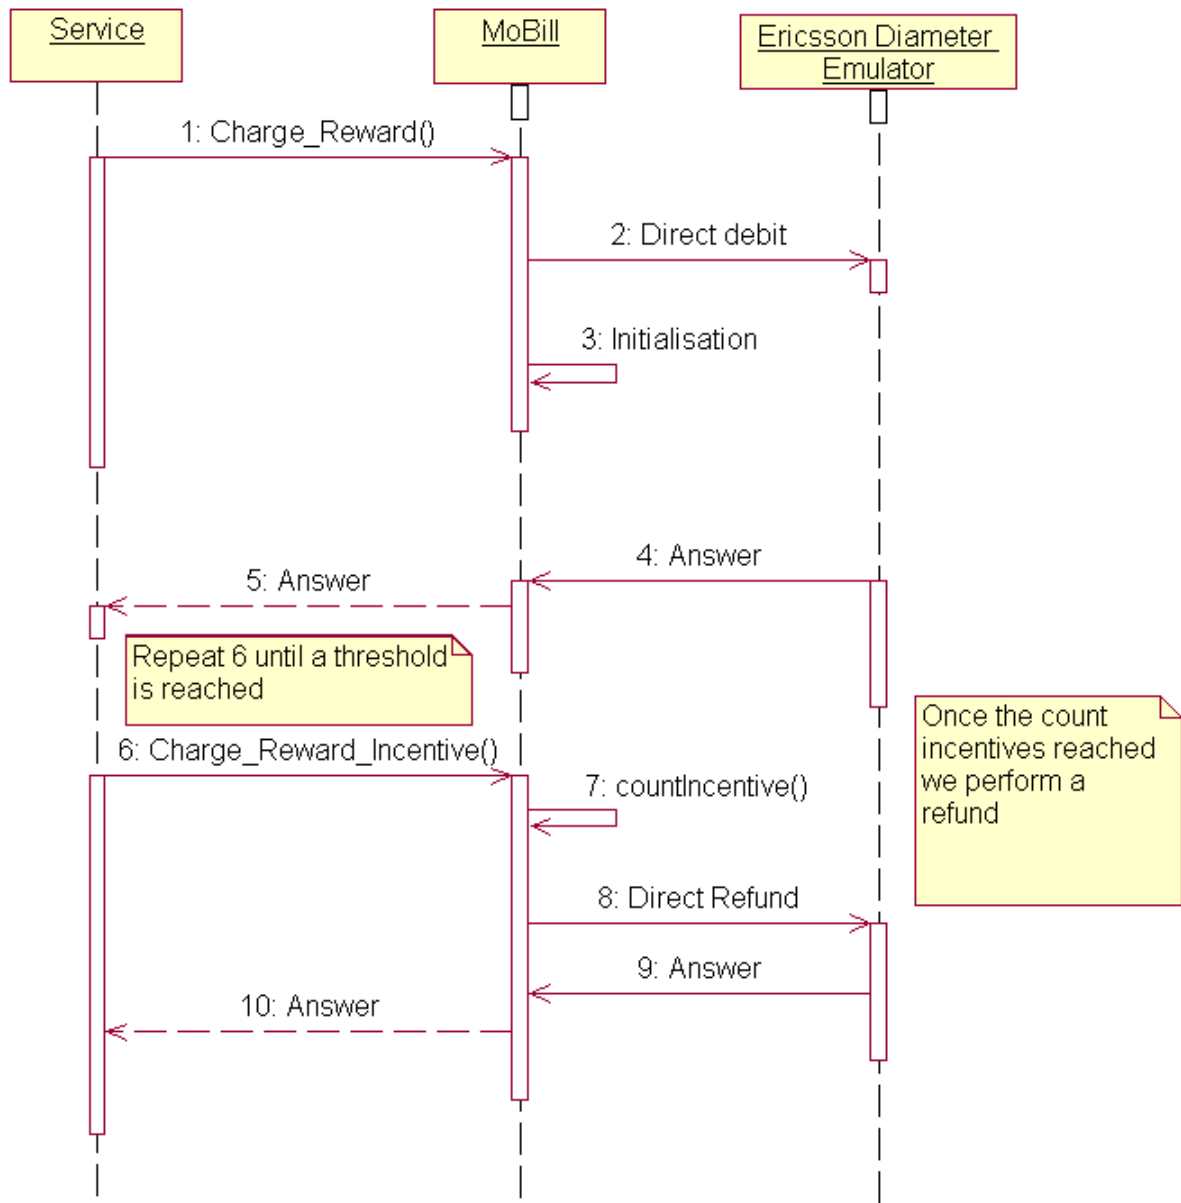 Service
MoBill
Ericsson Diameter
Emulator
1: Charge_Reward()
2: Direct debit
3: Initialisation
4: Answer
5: Answer
Repeat 6 until a threshold
is reached
Once the count
incentives reached
we perform a
refund
6: Charge_Reward_Incentive()
7: countIncentive()
8: Direct Refund
9: Answer
10: Answer